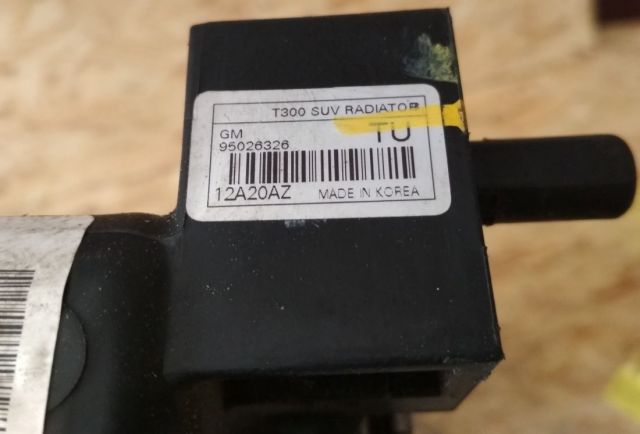 T300 SUV RADIATOR
GM
TU
95026326
12A20AZ MADE IN KOREA